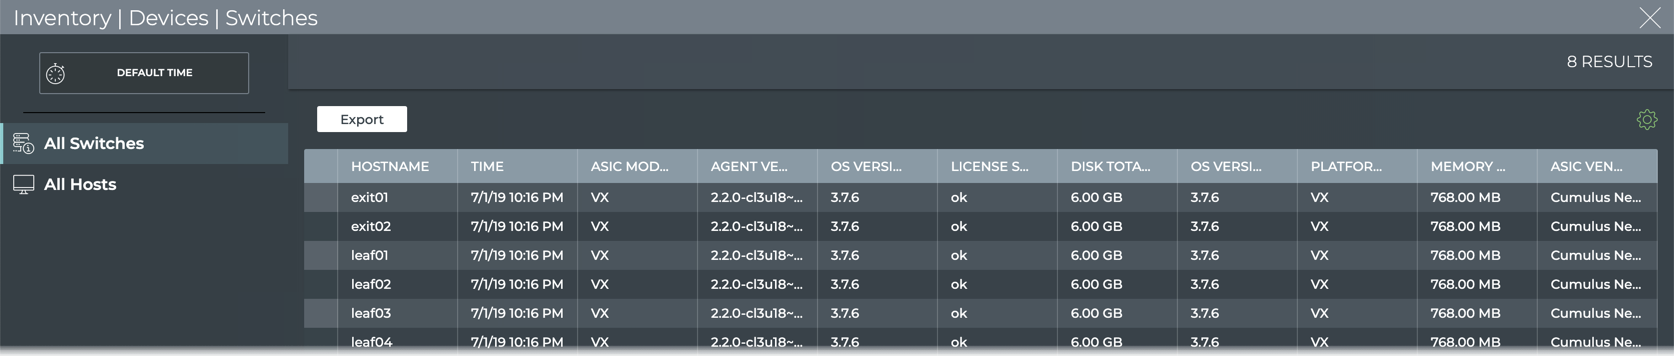 Inventory | Devices | Switches
DEFAULT TIME
8 RESULTS
Export
All Switches
All Hosts
HOSTNAME TIME ASIC MOD... AGENT VE... OS VERSI... LICENSE S... DISK TOTA... OS VERSI... PLATFOR... MEMORY ... ASIC VEN...
exit01 7/1/19 10:16 PM VX 2.2.0-cl3u18~... 3.7.6 ok 6.00 GB 3.7.6 VX 768.00 MB Cumulus Ne...
exit02 7/1/19 10:16 PM VX 2.2.0-cl3u18~... 3.7.6 ok 6.00 GB 3.7.6 VX 768.00 MB Cumulus Ne...
leaf01 7/1/19 10:16 PM VX 2.2.0-cl3u18~... 3.7.6 ok 6.00 GB 3.7.6 VX 768.00 MB Cumulus Ne...
leaf02 7/1/19 10:16 PM VX 2.2.0-cl3u18~... 3.7.6 ok 6.00 GB 3.7.6 VX 768.00 MB Cumulus Ne...
leaf03 7/1/19 10:16 PM VX 2.2.0-cl3u18~... 3.7.6 ok 6.00 GB 3.7.6 VX 768.00 MB Cumulus Ne...
leaf04 7/1/19 10:16 PM VX 2.2.0-cl3u18~... 3.7.6 ok 6.00 GB 3.7.6 VX 768.00 MB Cumulus Ne...